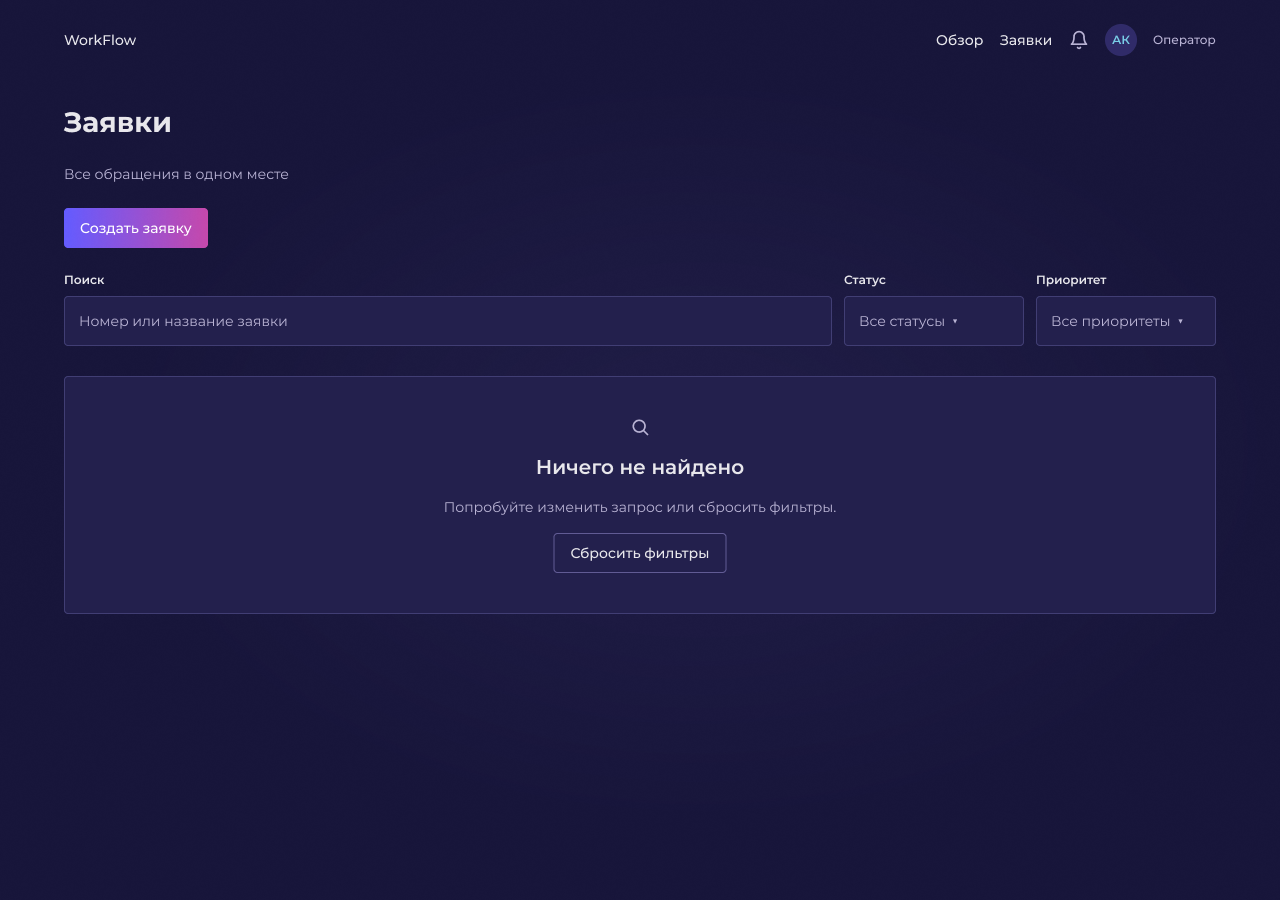 WorkFlow
Обзор
Заявки
АК
Оператор
Заявки
Все обращения в одном месте
Создать заявку
Поиск
Статус
Приоритет
Номер или название заявки
Все статусы
Все приоритеты
Ничего не найдено
Попробуйте изменить запрос или сбросить фильтры.
Сбросить фильтры